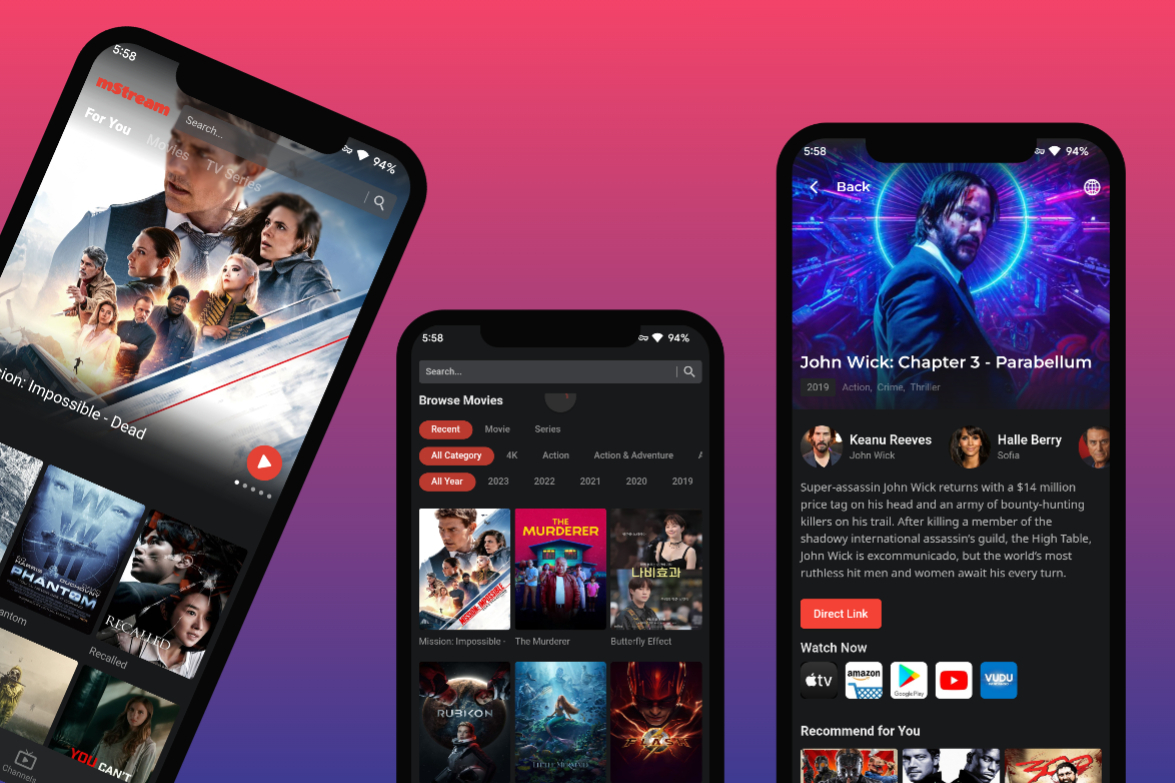 5:58
94%
mStream
Search...
For You
Movies
TV Series
ion: Impossible - Dead
PHANTOM
antom
RECALLED
Recalled
YOU CAN'T
Channels
5:58
94%
Search...
Browse Movies
Recent
Movie
Series
All Category
4K
Action
Action & Adventure
All Year
2023
2022
2021
2020
2019
THE
MURDERER
나비효과
Mission: Impossible -
The Murderer
Butterfly Effect
RUBIKON
FLASH
5:58
94%
Back
John Wick: Chapter 3 - Parabellum
2019
Action, Crime, Thriller
Keanu Reeves
John Wick
Halle Berry
Sofia
Super-assassin John Wick returns with a $14 million
price tag on his head and an army of bounty-hunting
killers on his trail. After killing a member of the
shadowy international assassin's guild, the High Table,
John Wick is excommunicado, but the world's most
ruthless hit men and women await his every turn.
Direct Link
Watch Now
tv
amazon
Google Play
VUDU
Recommend for You
300